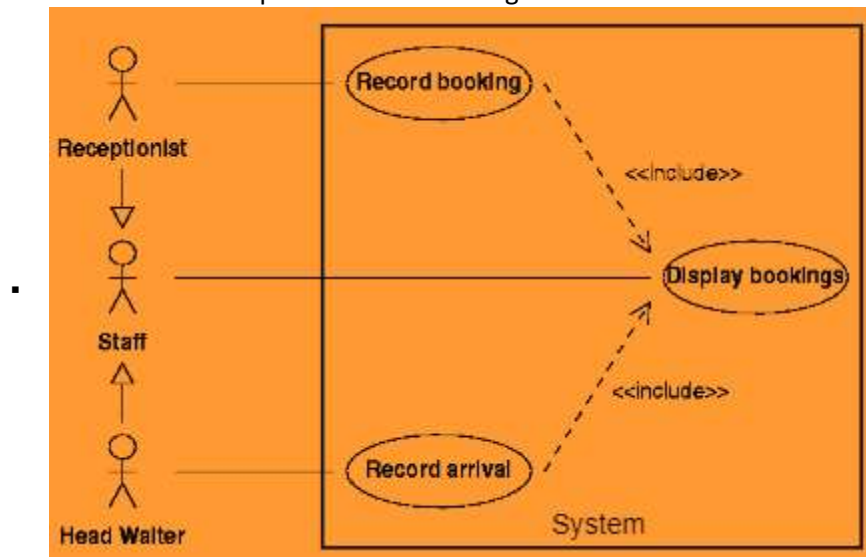 Record booking
Receptionist
<<include>>
Display bookings
Staff
<<include>>
Record arrival
System
Head Waiter